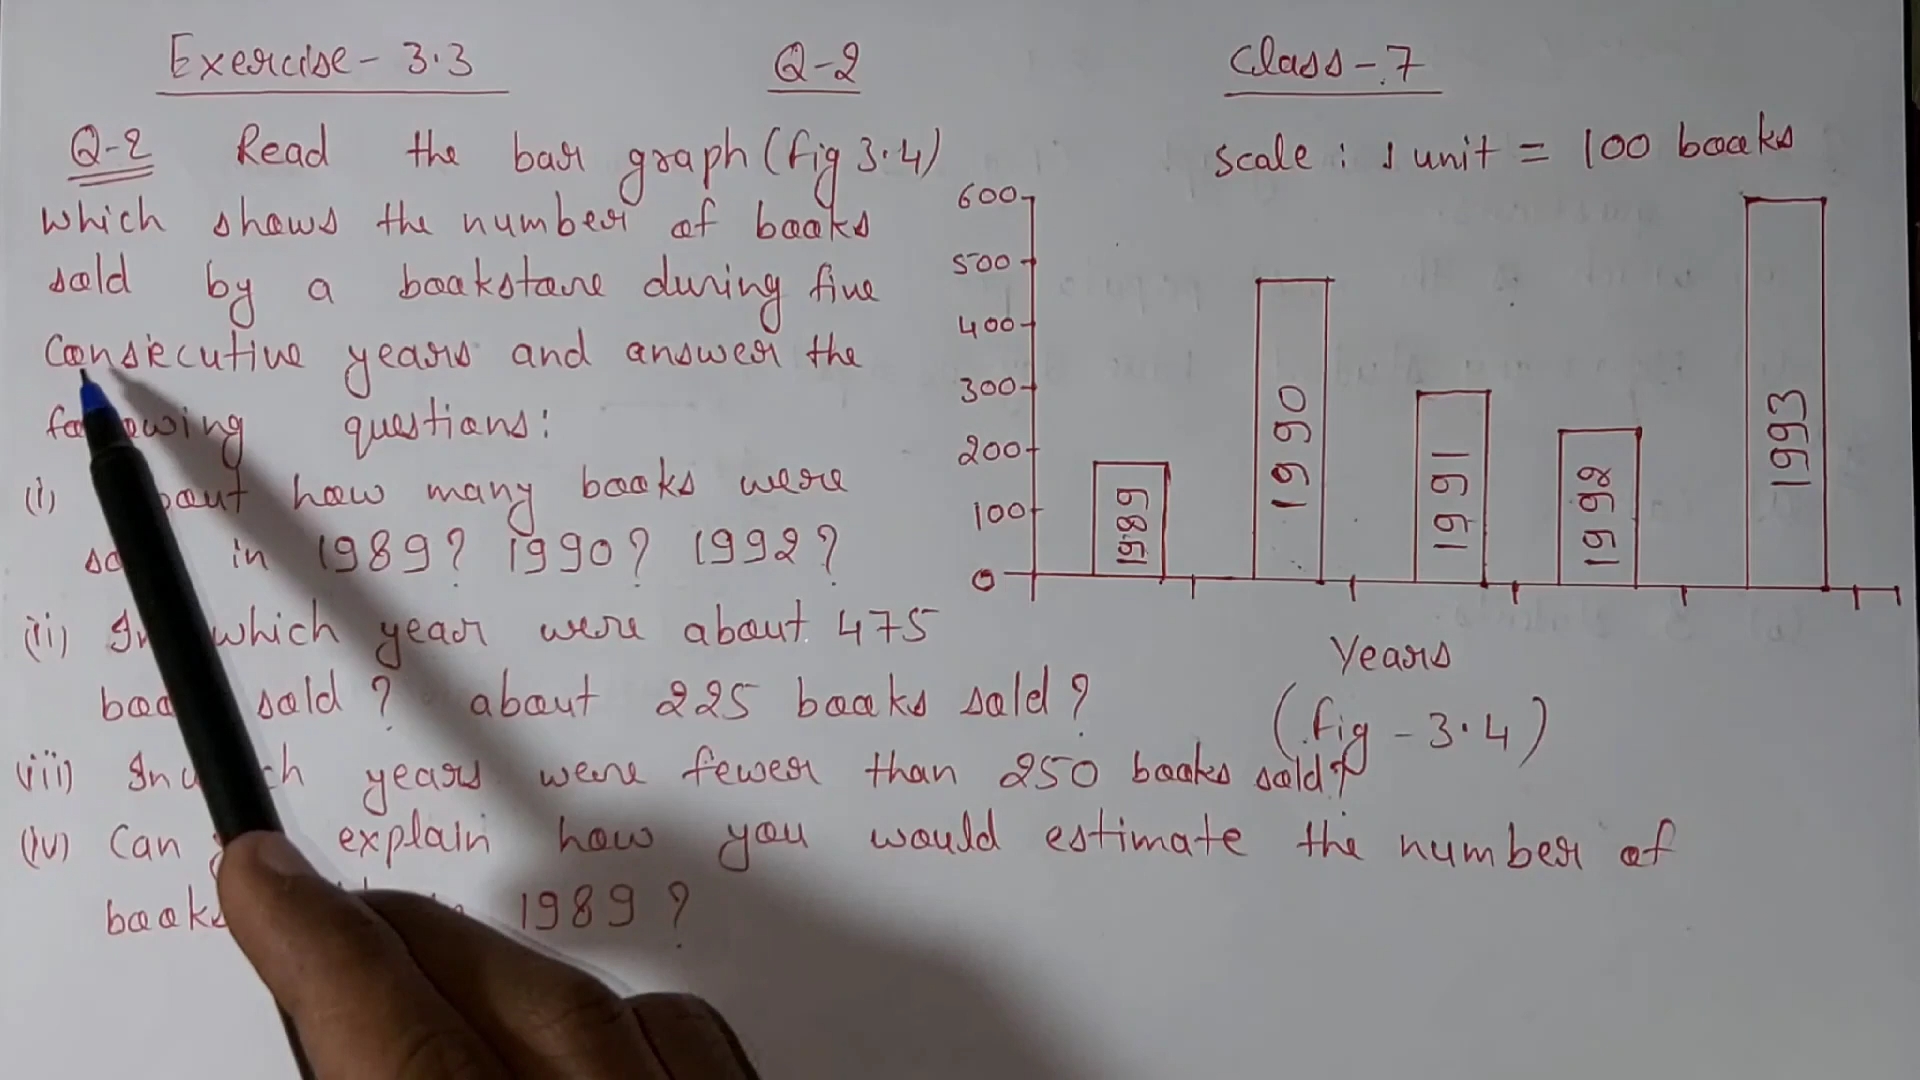 Exercise - 3.3
Q-2
Class - 7
Q-2 Read the bar graph (fig 3.4)
which shows the number of books
sold by a bookstore during five
consecutive years and answer the
questions:
(i) how many books were
in 1989? 1990? 1992?
(ii) which year were about 475
sold? about 225 books sold?
(iii) years were fewer than 250 books sold?
(iv) Can explain how you would estimate the number of
books 1989?
scale : 1 unit = 100 books
600
500
400
300
200
100
0
1989
1990
1991
1992
1993
Years
(fig - 3.4)